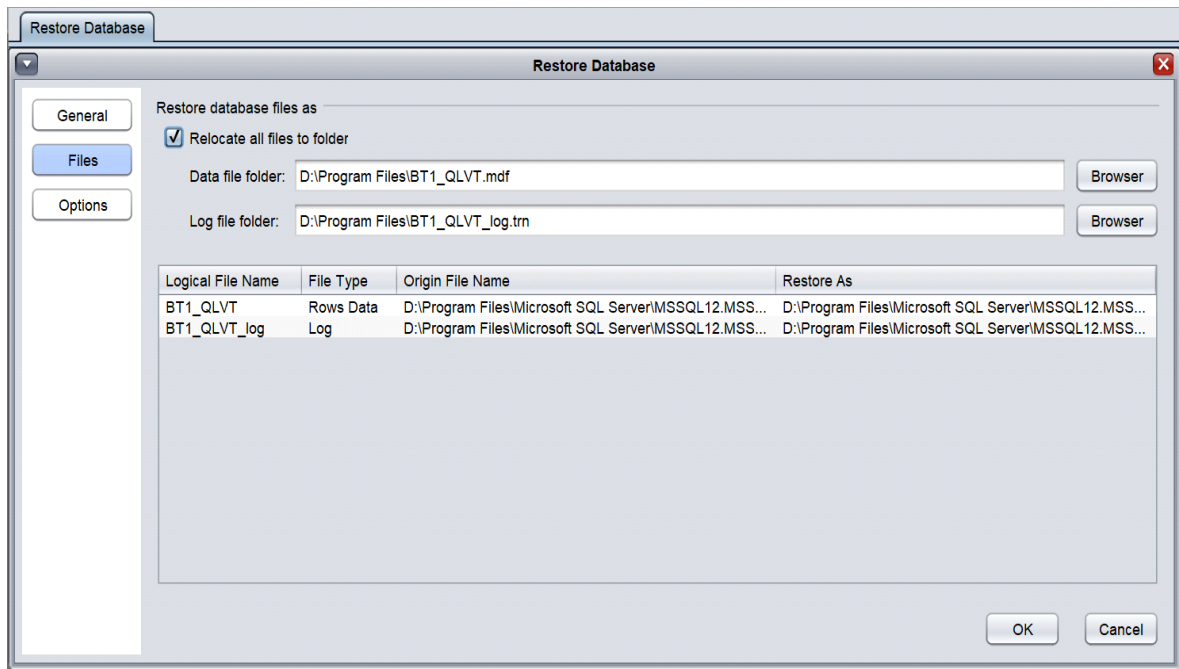 Restore Database
Restore Database
General
Files
Options
Restore database files as
Relocate all files to folder
Data file folder: D:\Program Files\BT1_QLVT.mdf Browser
Log file folder: D:\Program Files\BT1_QLVT_log.trn Browser
Logical File Name File Type Origin File Name Restore As
BT1_QLVT Rows Data D:\Program Files\Microsoft SQL Server\MSSQL12.MSS... D:\Program Files\Microsoft SQL Server\MSSQL12.MSS...
BT1_QLVT_log Log D:\Program Files\Microsoft SQL Server\MSSQL12.MSS... D:\Program Files\Microsoft SQL Server\MSSQL12.MSS...
OK Cancel